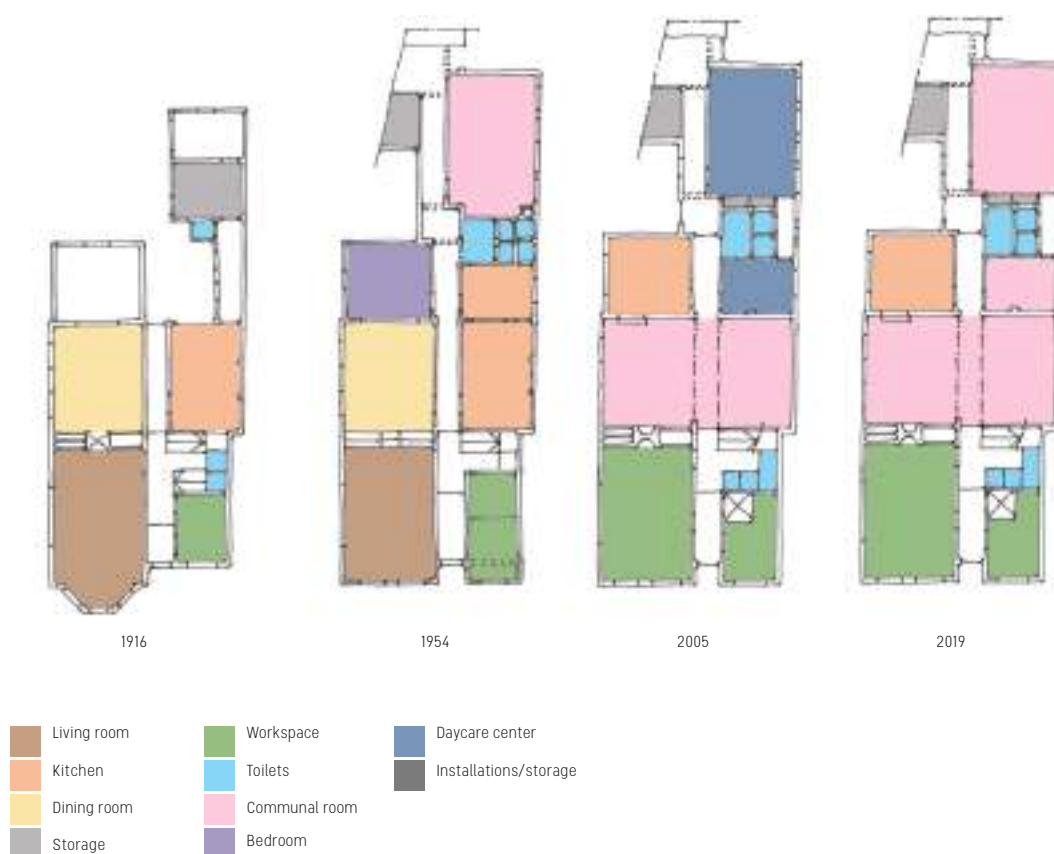 1916
1954
2005
2019
Living room
Kitchen
Dining room
Storage
Workspace
Toilets
Communal room
Bedroom
Daycare center
Installations/storage